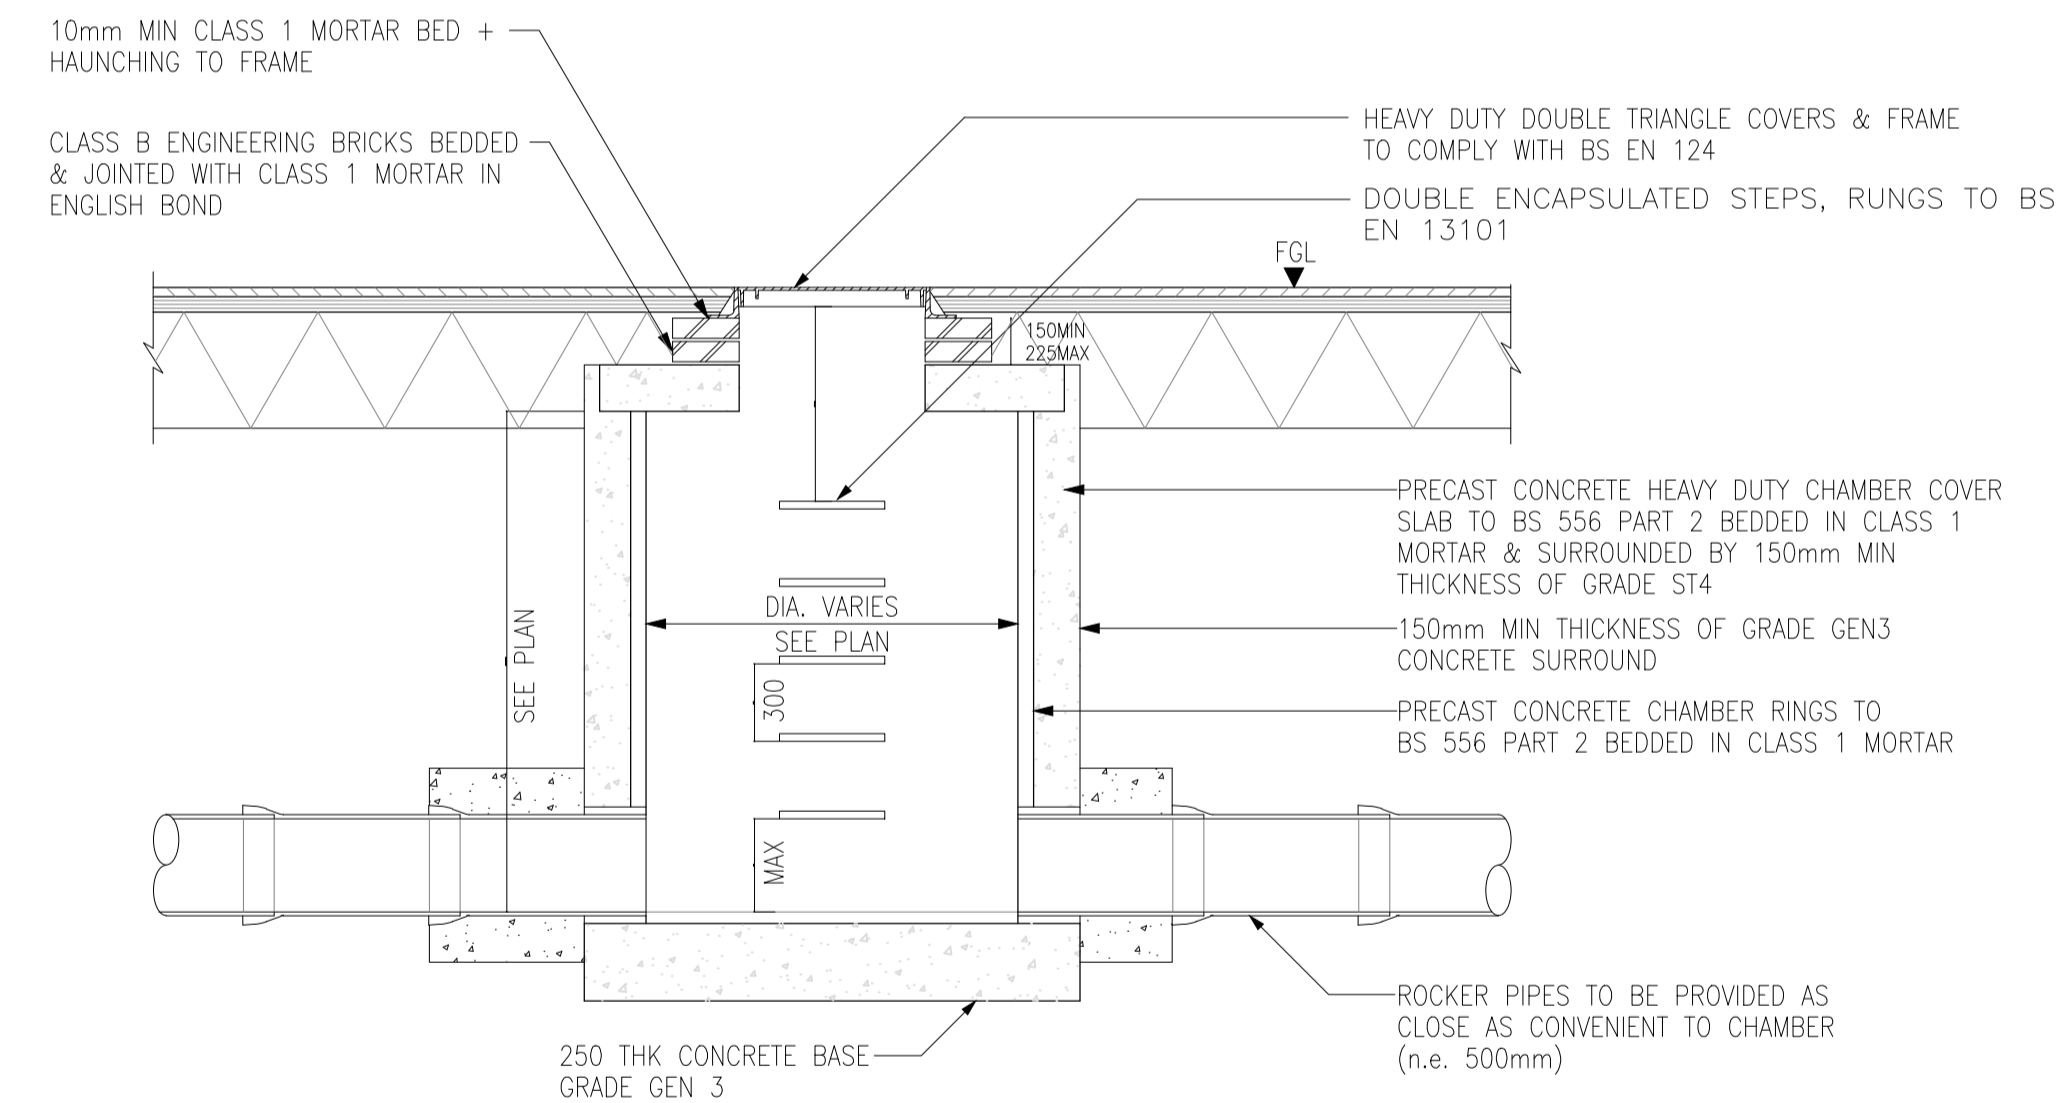 10mm MIN CLASS 1 MORTAR BED +
HAUNCHING TO FRAME
CLASS B ENGINEERING BRICKS BEDDED
& JOINTED WITH CLASS 1 MORTAR IN
ENGLISH BOND
HEAVY DUTY DOUBLE TRIANGLE COVERS & FRAME
TO COMPLY WITH BS EN 124
DOUBLE ENCAPSULATED STEPS, RUNGS TO BS
EN 13101
FGL
150MIN
225MAX
PRECAST CONCRETE HEAVY DUTY CHAMBER COVER
SLAB TO BS 556 PART 2 BEDDED IN CLASS 1
MORTAR & SURROUNDED BY 150mm MIN
THICKNESS OF GRADE ST4
DIA. VARIES
SEE PLAN
SEE PLAN
150mm MIN THICKNESS OF GRADE GEN3
CONCRETE SURROUND
300
PRECAST CONCRETE CHAMBER RINGS TO
BS 556 PART 2 BEDDED IN CLASS 1 MORTAR
MAX
ROCKER PIPES TO BE PROVIDED AS
CLOSE AS CONVENIENT TO CHAMBER
(n.e. 500mm)
250 THK CONCRETE BASE
GRADE GEN 3